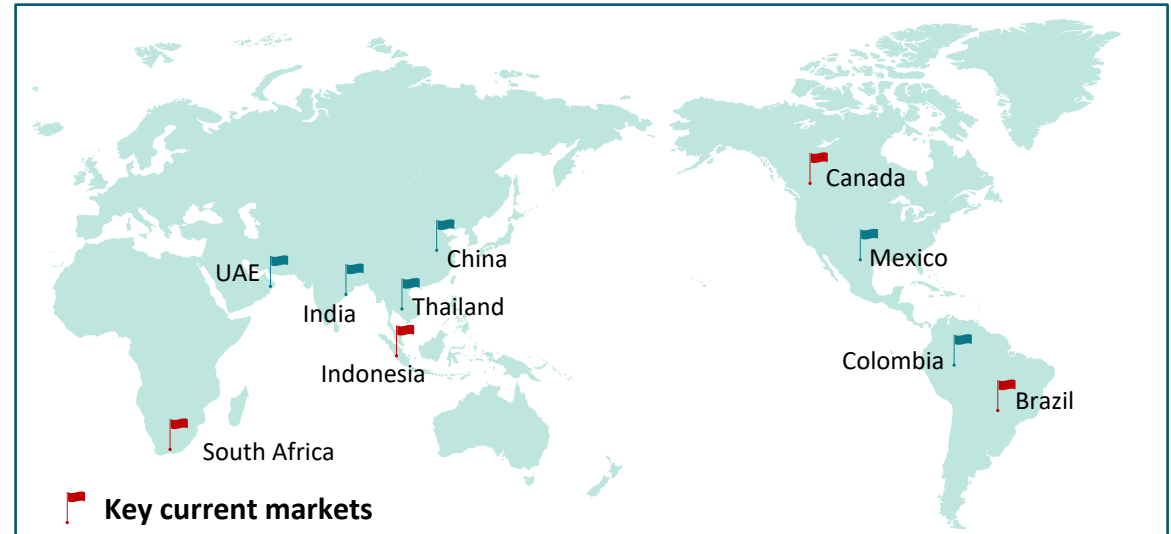 Canada
China
Mexico
UAE
India
Thailand
Colombia
Indonesia
Brazil
South Africa
Key current markets